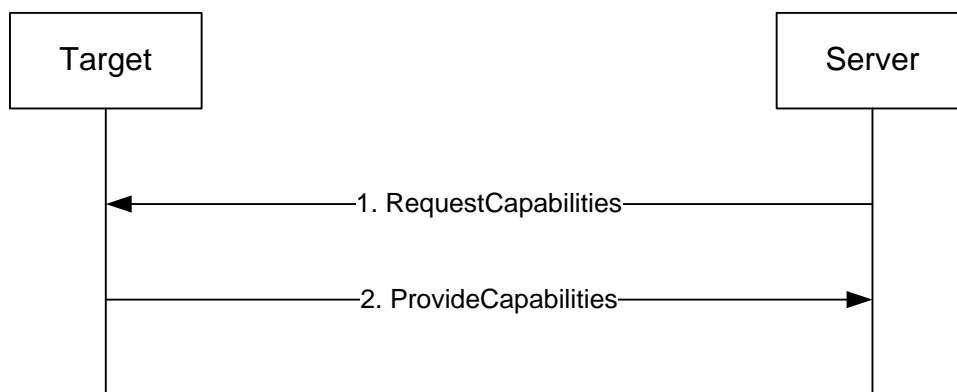 Target
Server
1. RequestCapabilities
2. ProvideCapabilities